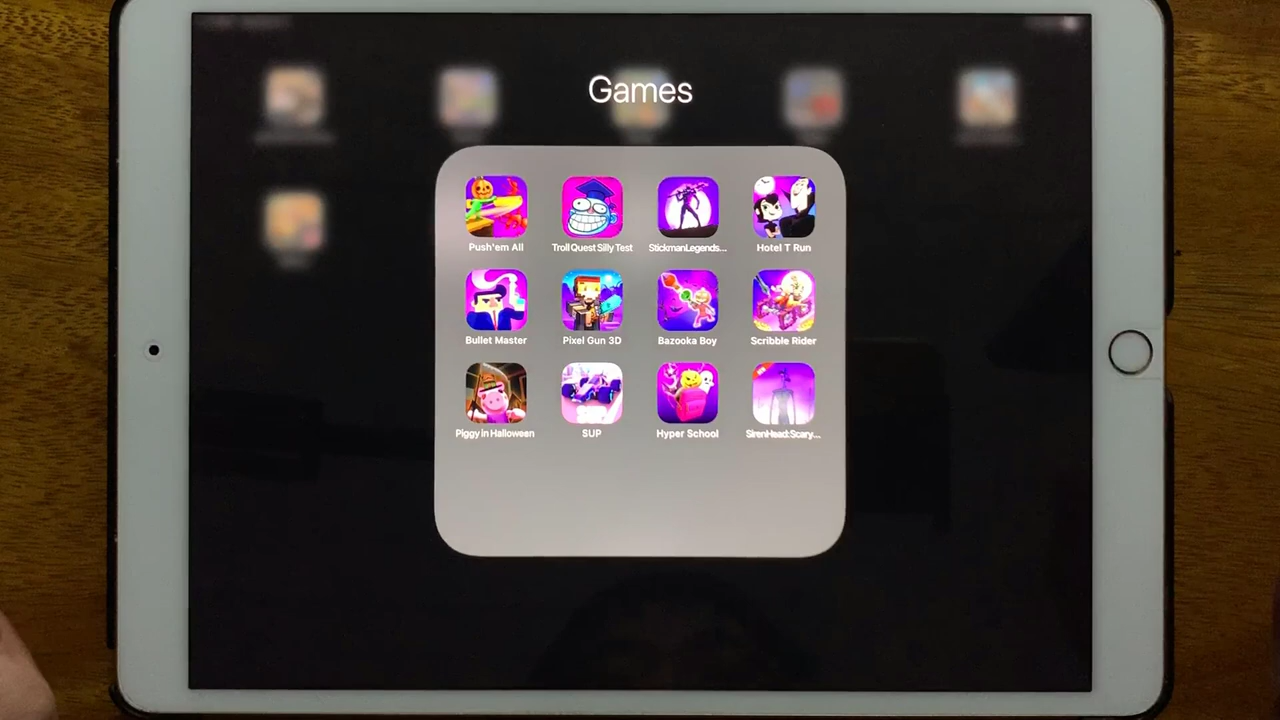 Games
Push'em All
Troll Quest Silly Test
StickmanLegends...
Hotel T Run
Bullet Master
Pixel Gun 3D
Bazooka Boy
Scribble Rider
Piggy in Halloween
SUP
Hyper School
SirenHead: Scary...